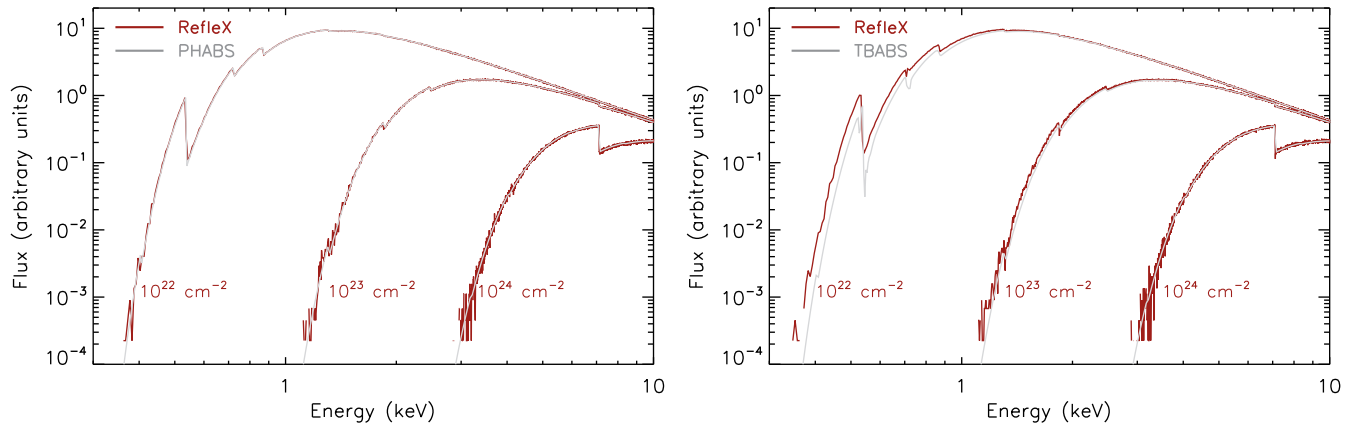 RefleX
PHABS
10^1
10^0
10^-1
10^-2
10^-3
10^-4
Flux (arbitrary units)
10^22 cm^-2
10^23 cm^-2
10^24 cm^-2
1
10
Energy (keV)
RefleX
TBABS
10^1
10^0
10^-1
10^-2
10^-3
10^-4
Flux (arbitrary units)
10^22 cm^-2
10^23 cm^-2
10^24 cm^-2
1
10
Energy (keV)